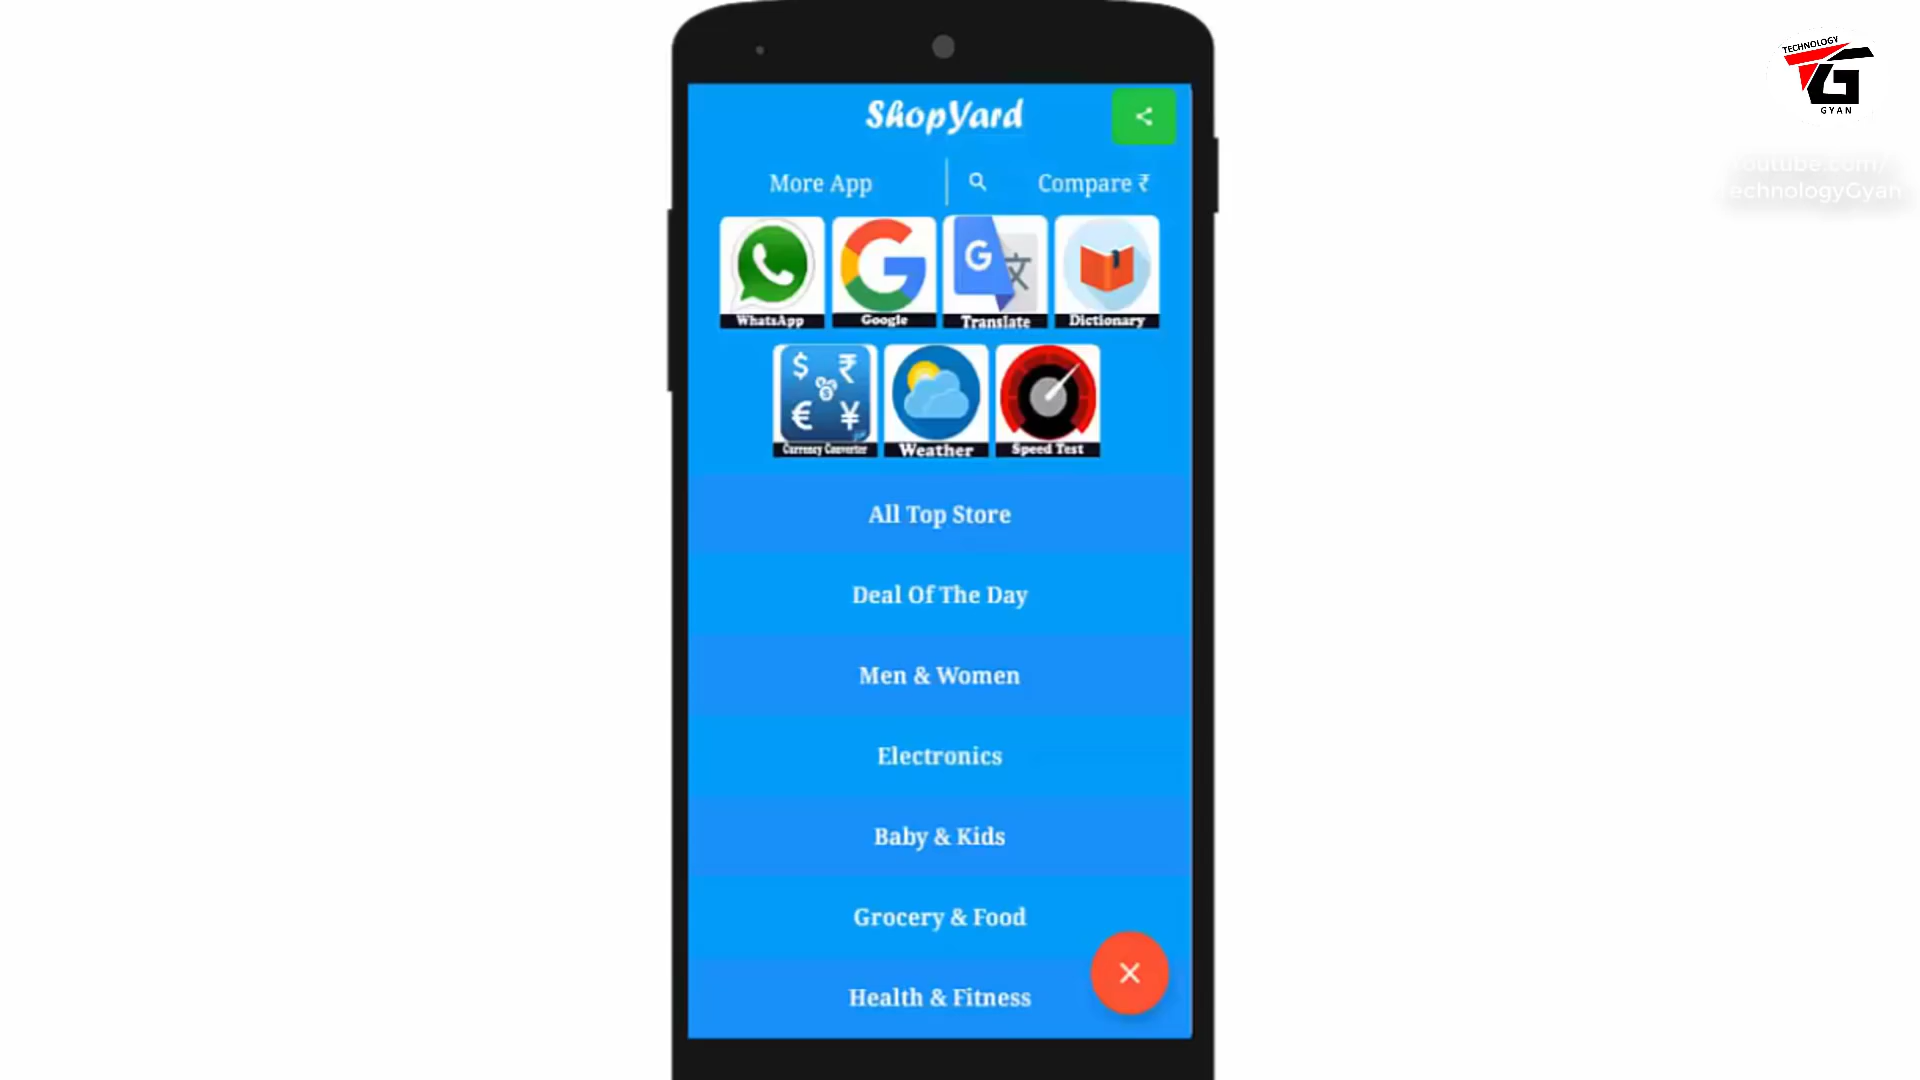 TECHNOLOGY
GYAN
ShopYard
More App
Compare ₹
WhatsApp
Google
Translate
Dictionary
Currency Converter
Weather
Speed Test
All Top Store
Deal Of The Day
Men & Women
Electronics
Baby & Kids
Grocery & Food
Health & Fitness